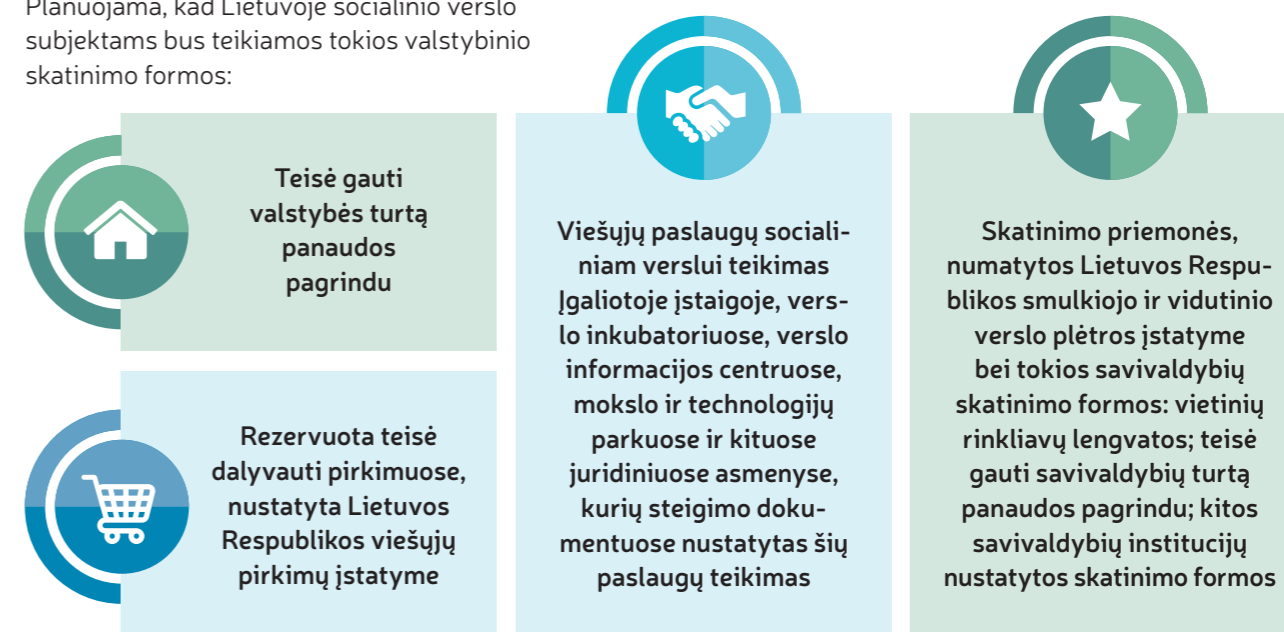 Planuojama, kad Lietuvoje socialinio verslo
subjektams bus teikiamos tokios valstybinio
skatinimo formos:
Teisė gauti
valstybės turtą
panaudos
pagrindu
Rezervuota teisė
dalyvauti pirkimuose,
nustatyta Lietuvos
Respublikos viešųjų
pirkimų įstatyme
Viešųjų paslaugų sociali-
niam verslui teikimas
Įgaliotoje įstaigoje, vers-
lo inkubatoriuose, verslo
informacijos centruose,
mokslo ir technologijų
parkuose ir kituose
juridiniuose asmenyse,
kurių steigimo doku-
mentuose nustatytas šių
paslaugų teikimas
Skatinimo priemonės,
numatytos Lietuvos Respu-
blikos smulkiojo ir vidutinio
verslo plėtros įstatyme
bei tokios savivaldybių
skatinimo formos: vietinių
rinkliavų lengvatos; teisė
gauti savivaldybių turtą
panaudos pagrindu; kitos
savivaldybių institucijų
nustatytos skatinimo formos